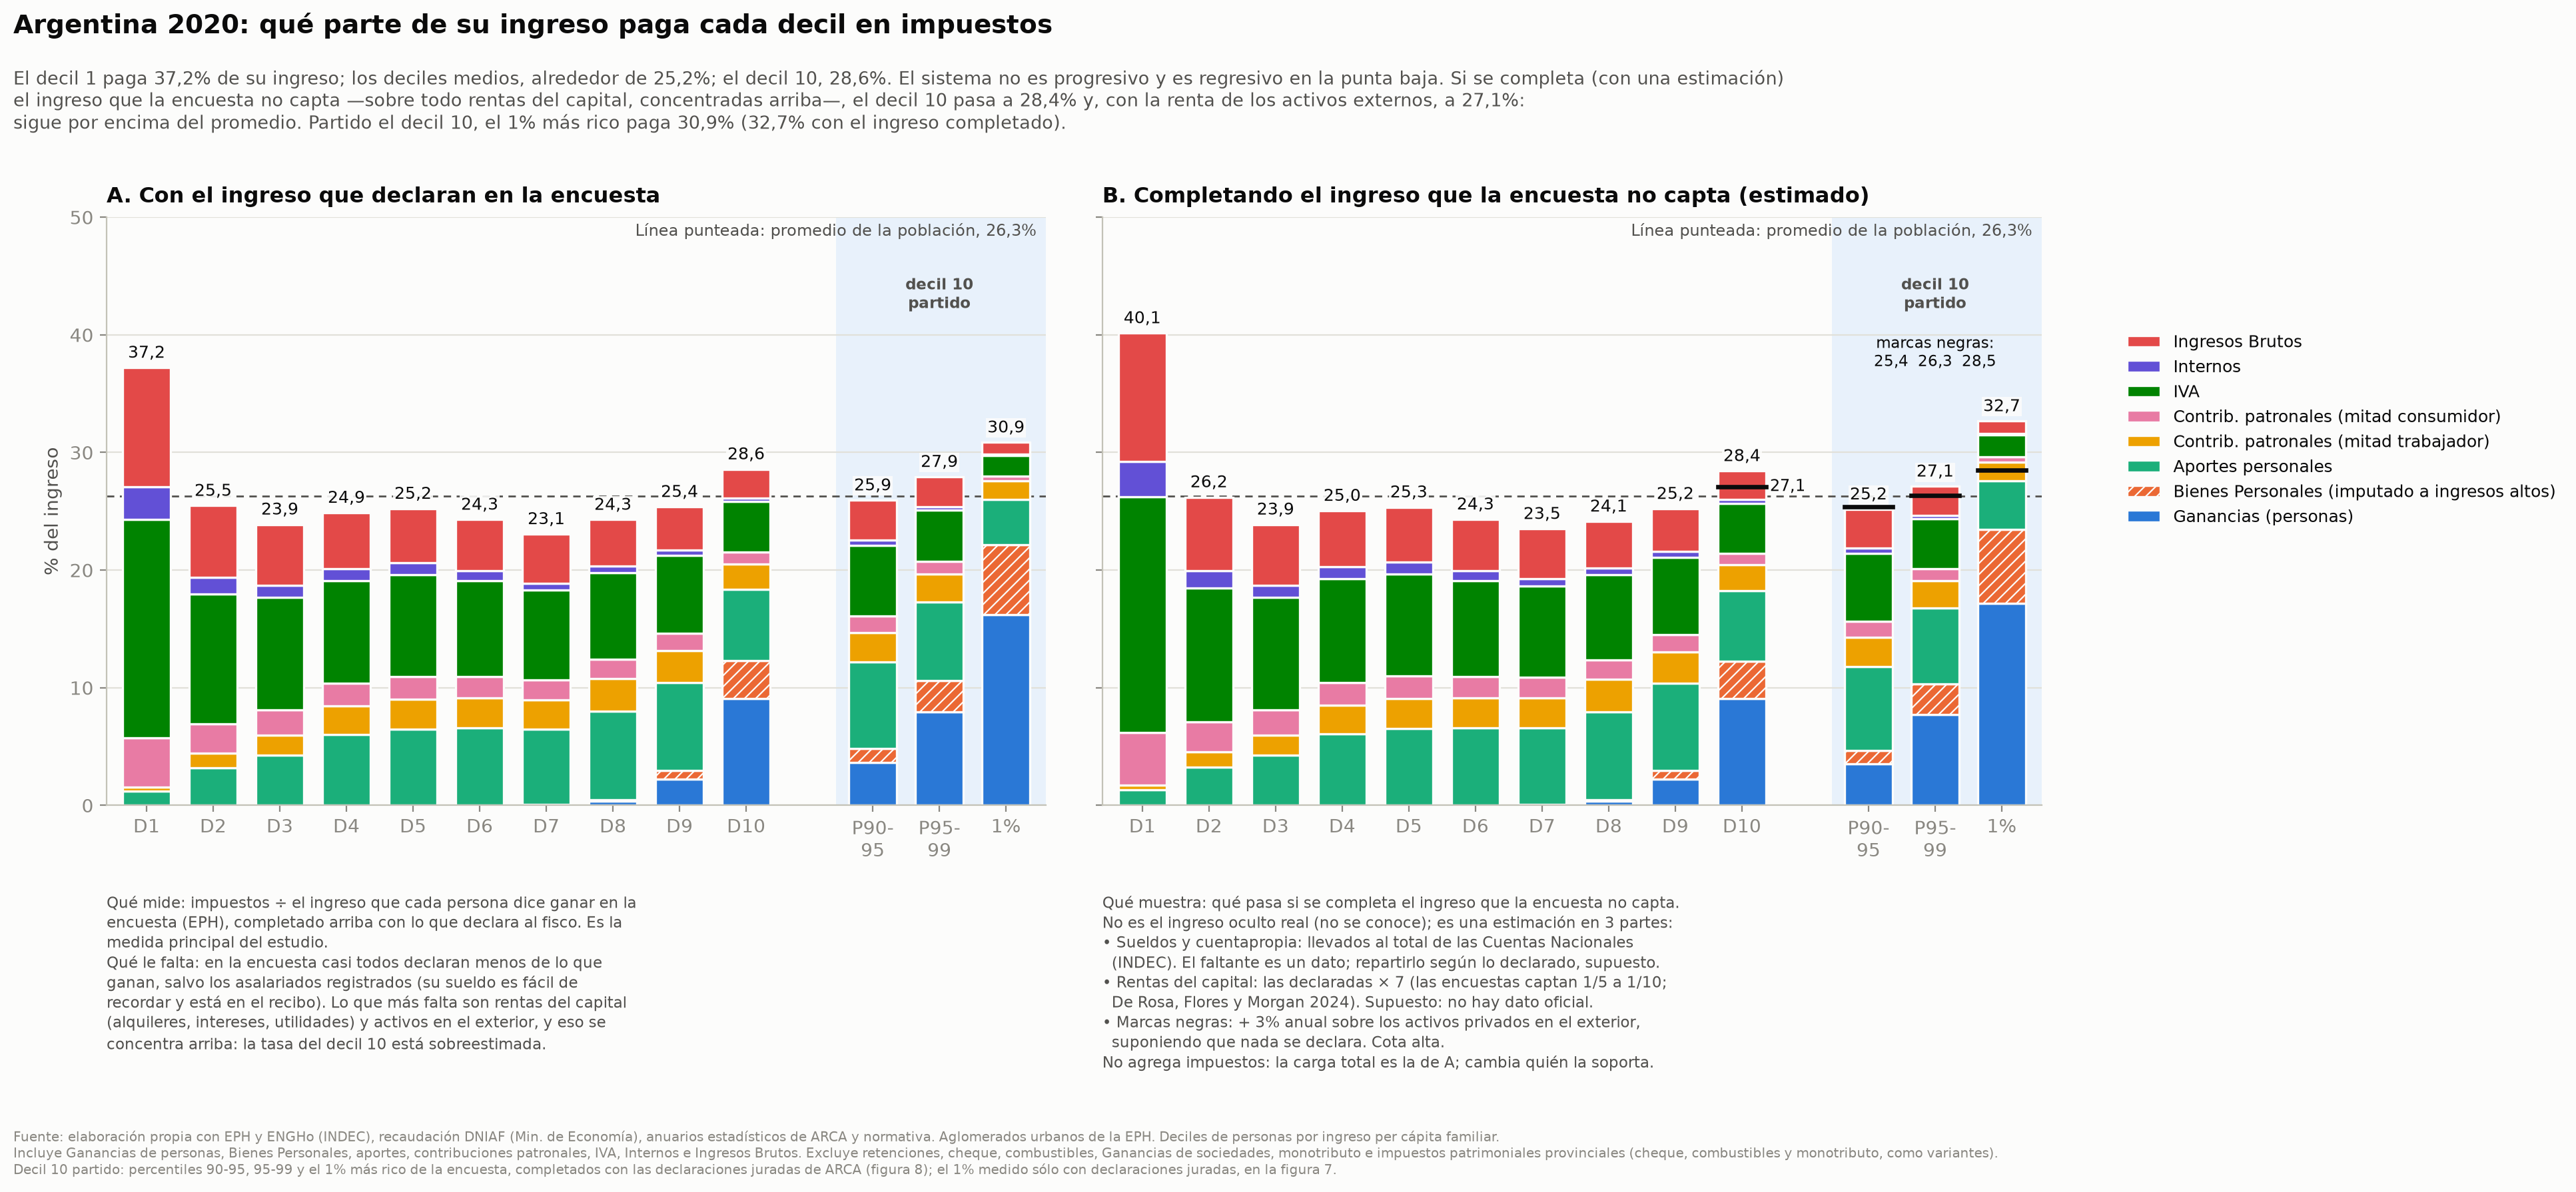 Argentina 2020: qué parte de su ingreso paga cada decil en impuestos
El decil 1 paga 37,2% de su ingreso; los deciles medios, alrededor de 25,2%; el decil 10, 28,6%. El sistema no es progresivo y es regresivo en la punta baja. Si se completa (con una estimación)
el ingreso que la encuesta no capta —sobre todo rentas del capital, concentradas arriba—, el decil 10 pasa a 28,4% y, con la renta de los activos externos, a 27,1%:
sigue por encima del promedio. Partido el decil 10, el 1% más rico paga 30,9% (32,7% con el ingreso completado).
A. Con el ingreso que declaran en la encuesta
Línea punteada: promedio de la población, 26,3%
decil 10
partido
% del ingreso
50
40
30
20
10
0
37,2
25,5
23,9
24,9
25,2
24,3
23,1
24,3
25,4
28,6
25,9
27,9
30,9
D1
D2
D3
D4
D5
D6
D7
D8
D9
D10
P90-
95
P95-
99
1%
Qué mide: impuestos ÷ el ingreso que cada persona dice ganar en la
encuesta (EPH), completado arriba con lo que declara al fisco. Es la
medida principal del estudio.
Qué le falta: en la encuesta casi todos declaran menos de lo que
ganan, salvo los asalariados registrados (su sueldo es fácil de
recordar y está en el recibo). Lo que más falta son rentas del capital
(alquileres, intereses, utilidades) y activos en el exterior, y eso se
concentra arriba: la tasa del decil 10 está sobreestimada.
B. Completando el ingreso que la encuesta no capta (estimado)
Línea punteada: promedio de la población, 26,3%
decil 10
partido
marcas negras:
25,4 26,3 28,5
40,1
26,2
23,9
25,0
25,3
24,3
23,5
24,1
25,2
28,4
27,1
25,2
27,1
32,7
D1
D2
D3
D4
D5
D6
D7
D8
D9
D10
P90-
95
P95-
99
1%
Qué muestra: qué pasa si se completa el ingreso que la encuesta no capta.
No es el ingreso oculto real (no se conoce); es una estimación en 3 partes:
• Sueldos y cuentapropia: llevados al total de las Cuentas Nacionales
(INDEC). El faltante es un dato; repartirlo según lo declarado, supuesto.
• Rentas del capital: las declaradas × 7 (las encuestas captan 1/5 a 1/10;
De Rosa, Flores y Morgan 2024). Supuesto: no hay dato oficial.
• Marcas negras: + 3% anual sobre los activos privados en el exterior,
suponiendo que nada se declara. Cota alta.
No agrega impuestos: la carga total es la de A; cambia quién la soporta.
Ingresos Brutos
Internos
IVA
Contrib. patronales (mitad consumidor)
Contrib. patronales (mitad trabajador)
Aportes personales
Bienes Personales (imputado a ingresos altos)
Ganancias (personas)
Fuente: elaboración propia con EPH y ENGHo (INDEC), recaudación DNIAF (Min. de Economía), anuarios estadísticos de ARCA y normativa. Aglomerados urbanos de la EPH. Deciles de personas por ingreso per cápita familiar.
Incluye Ganancias de personas, Bienes Personales, aportes, contribuciones patronales, IVA, Internos e Ingresos Brutos. Excluye retenciones, cheque, combustibles, Ganancias de sociedades, monotributo e impuestos patrimoniales provinciales (cheque, combustibles y monotributo, como variantes).
Decil 10 partido: percentiles 90-95, 95-99 y el 1% más rico de la encuesta, completados con las declaraciones juradas de ARCA (figura 8); el 1% medido sólo con declaraciones juradas, en la figura 7.